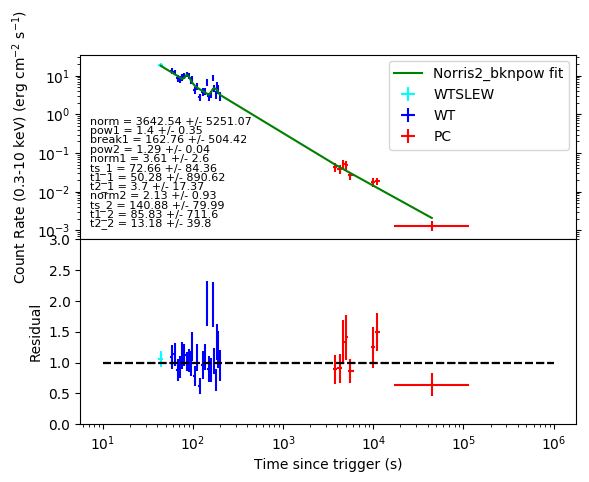 Count Rate (0.3-10 keV) (erg cm⁻² s⁻¹)
10¹
10⁰
10⁻¹
10⁻²
10⁻³
Norris2_bknpow fit
WTSLEW
WT
PC
norm = 3642.54 +/- 5251.07
pow1 = 1.4 +/- 0.35
break1 = 162.76 +/- 504.42
pow2 = 1.29 +/- 0.04
norm1 = 3.61 +/- 2.6
ts_1 = 72.66 +/- 84.36
t1_1 = 50.28 +/- 890.62
t2_1 = 3.7 +/- 17.37
norm2 = 2.13 +/- 0.93
ts_2 = 140.88 +/- 79.99
t1_2 = 85.83 +/- 711.6
t2_2 = 13.18 +/- 39.8
Residual
3.0
2.5
2.0
1.5
1.0
0.5
0.0
10¹ 10² 10³ 10⁴ 10⁵ 10⁶
Time since trigger (s)